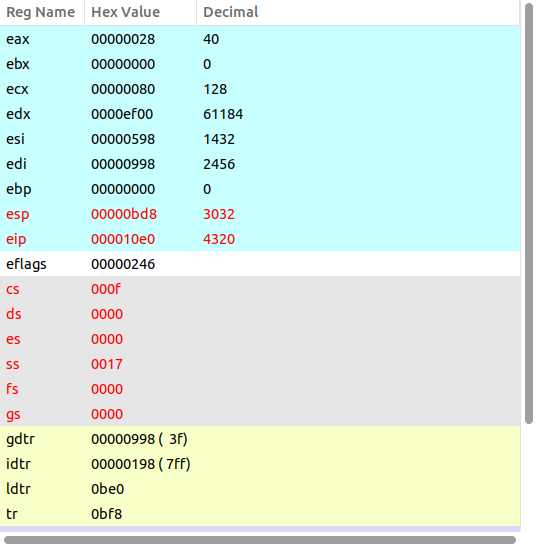 Reg Name Hex Value Decimal
eax 00000028 40
ebx 00000000 0
ecx 00000080 128
edx 0000ef00 61184
esi 00000598 1432
edi 00000998 2456
ebp 00000000 0
esp 00000bd8 3032
eip 000010e0 4320
eflags 00000246
cs 000f
ds 0000
es 0000
ss 0017
fs 0000
gs 0000
gdtr 00000998 ( 3f)
idtr 00000198 ( 7ff)
ldtr 0be0
tr 0bf8